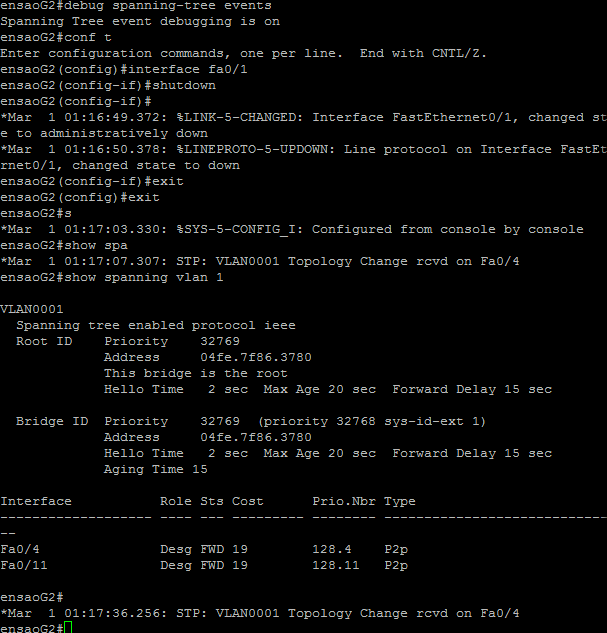 ensaoG2#debug spanning-tree events
Spanning Tree event debugging is on
ensaoG2#conf t
Enter configuration commands, one per line.  End with CNTL/Z.
ensaoG2(config)#interface fa0/1
ensaoG2(config-if)#shutdown
ensaoG2(config-if)#
*Mar  1 01:16:49.372: %LINK-5-CHANGED: Interface FastEthernet0/1, changed st
e to administratively down
*Mar  1 01:16:50.378: %LINEPROTO-5-UPDOWN: Line protocol on Interface FastEt
rnet0/1, changed state to down
ensaoG2(config-if)#exit
ensaoG2(config)#exit
ensaoG2#s
*Mar  1 01:17:03.330: %SYS-5-CONFIG_I: Configured from console by console
ensaoG2#show spa
*Mar  1 01:17:07.307: STP: VLAN0001 Topology Change rcvd on Fa0/4
ensaoG2#show spanning vlan 1

VLAN0001
  Spanning tree enabled protocol ieee
  Root ID    Priority    32769
             Address     04fe.7f86.3780
             This bridge is the root
             Hello Time   2 sec  Max Age 20 sec  Forward Delay 15 sec

  Bridge ID  Priority    32769  (priority 32768 sys-id-ext 1)
             Address     04fe.7f86.3780
             Hello Time   2 sec  Max Age 20 sec  Forward Delay 15 sec
             Aging Time 15

Interface           Role Sts Cost      Prio.Nbr Type
------------------- ---- --- --------- -------- ----------------------------
--
Fa0/4               Desg FWD 19        128.4    P2p
Fa0/11              Desg FWD 19        128.11   P2p

ensaoG2#
*Mar  1 01:17:36.256: STP: VLAN0001 Topology Change rcvd on Fa0/4
ensaoG2#